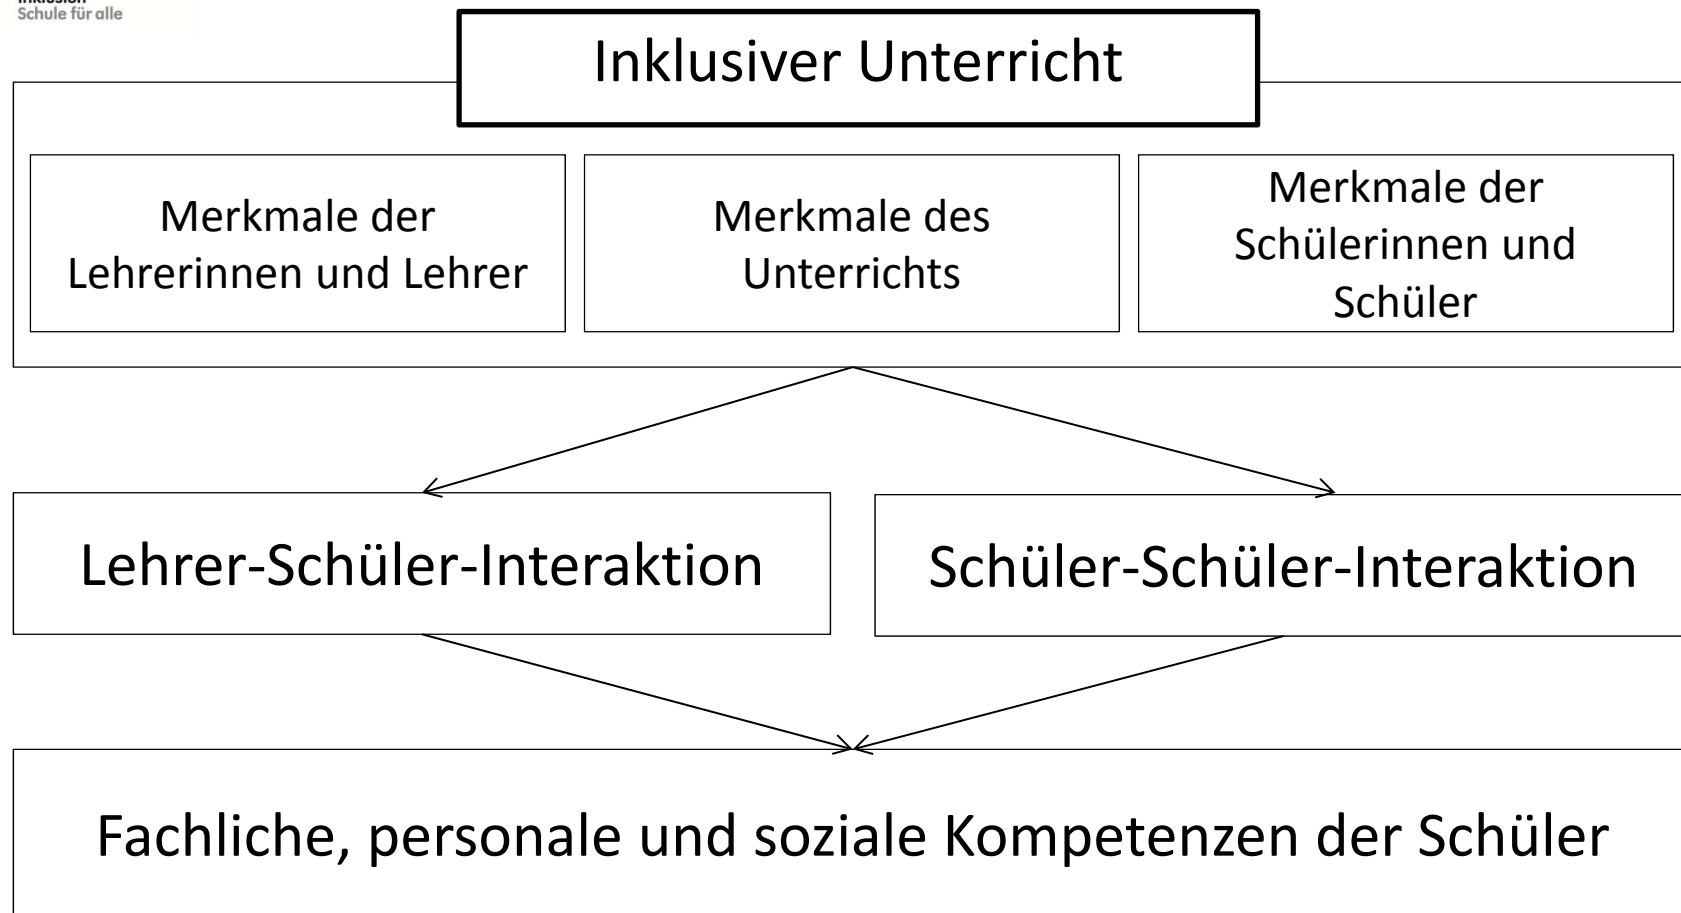 Inklusion
Schule für alle
Inklusiver Unterricht
Merkmale der
Lehrerinnen und Lehrer
Merkmale des
Unterrichts
Merkmale der
Schülerinnen und
Schüler
Lehrer-Schüler-Interaktion
Schüler-Schüler-Interaktion
Fachliche, personale und soziale Kompetenzen der Schüler